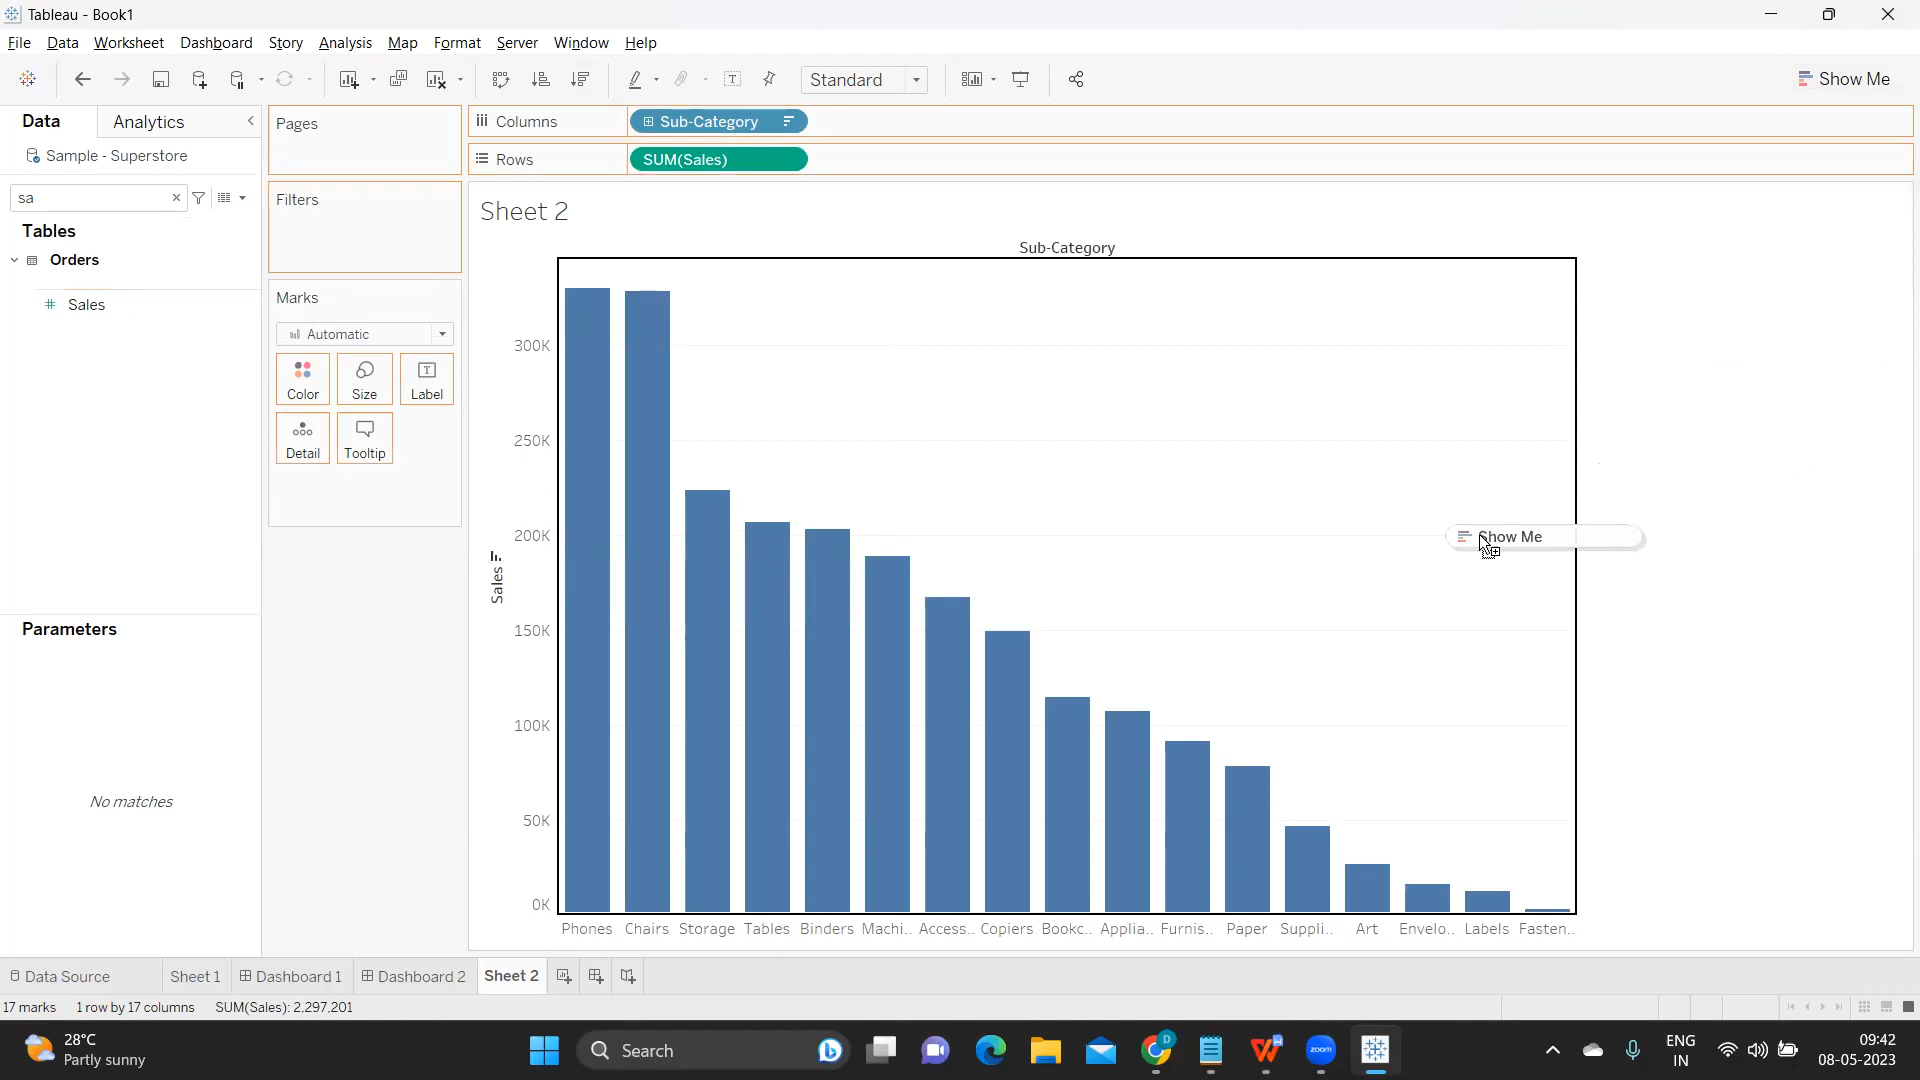 Tableau - Book1
File Data Worksheet Dashboard Story Analysis Map Format Server Window Help
Standard
Show Me
Data Analytics
Sample - Superstore
sa
Tables
Orders
Sales
Parameters
No matches
Pages
Filters
Marks
Automatic
Color Size Label
Detail Tooltip
Columns Sub-Category
Rows SUM(Sales)
Sheet 2
Sub-Category
Sales
300K
250K
200K
150K
100K
50K
0K
Show Me
Phones Chairs Storage Tables Binders Machi.. Access.. Copiers Bookc.. Applia.. Furnis.. Paper Suppli.. Art Envelo.. Labels Fasten..
Data Source Sheet 1 Dashboard 1 Dashboard 2 Sheet 2
17 marks 1 row by 17 columns SUM(Sales): 2,297,201
28°C
Partly sunny
Search
D
zoom
ENG
IN
09:42
08-05-2023